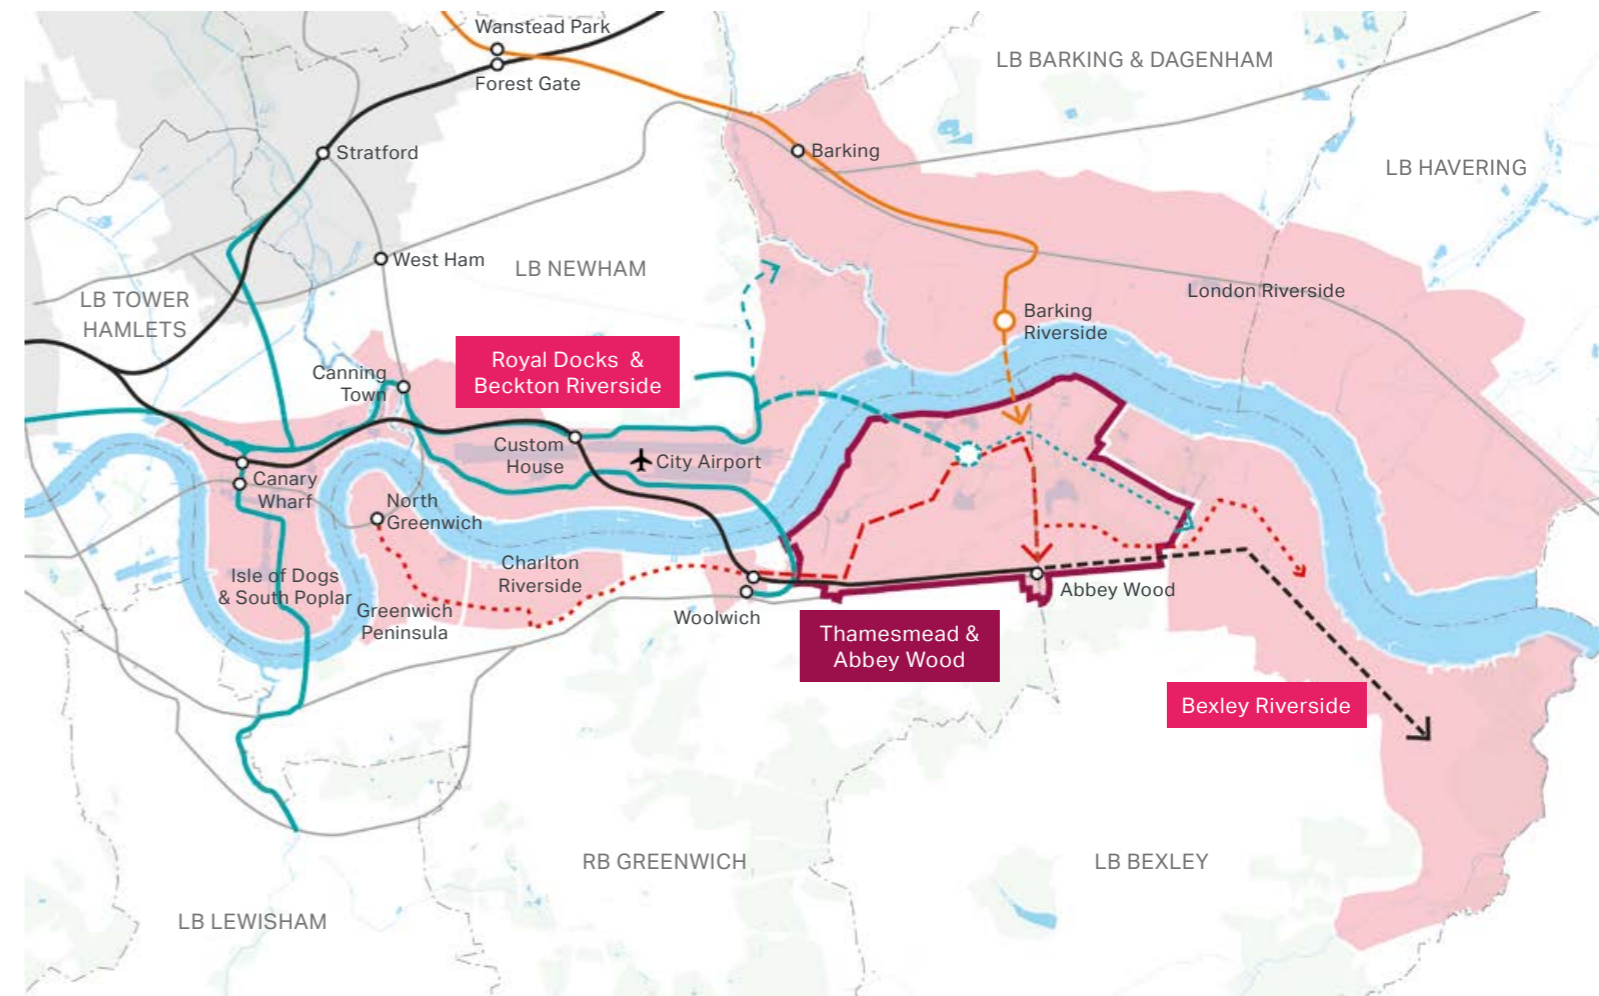 Wanstead Park
Forest Gate
LB BARKING & DAGENHAM
Stratford
Barking
LB HAVERING
West Ham
LB NEWHAM
LB TOWER
HAMLETS
London Riverside
Barking
Riverside
Royal Docks &
Beckton Riverside
Canning
Town
Custom
House
City Airport
Canary
Wharf
North
Greenwich
Charlton
Riverside
Isle of Dogs
& South Poplar
Greenwich
Peninsula
Woolwich
Abbey Wood
Thamesmead &
Abbey Wood
Bexley Riverside
RB GREENWICH
LB BEXLEY
LB LEWISHAM